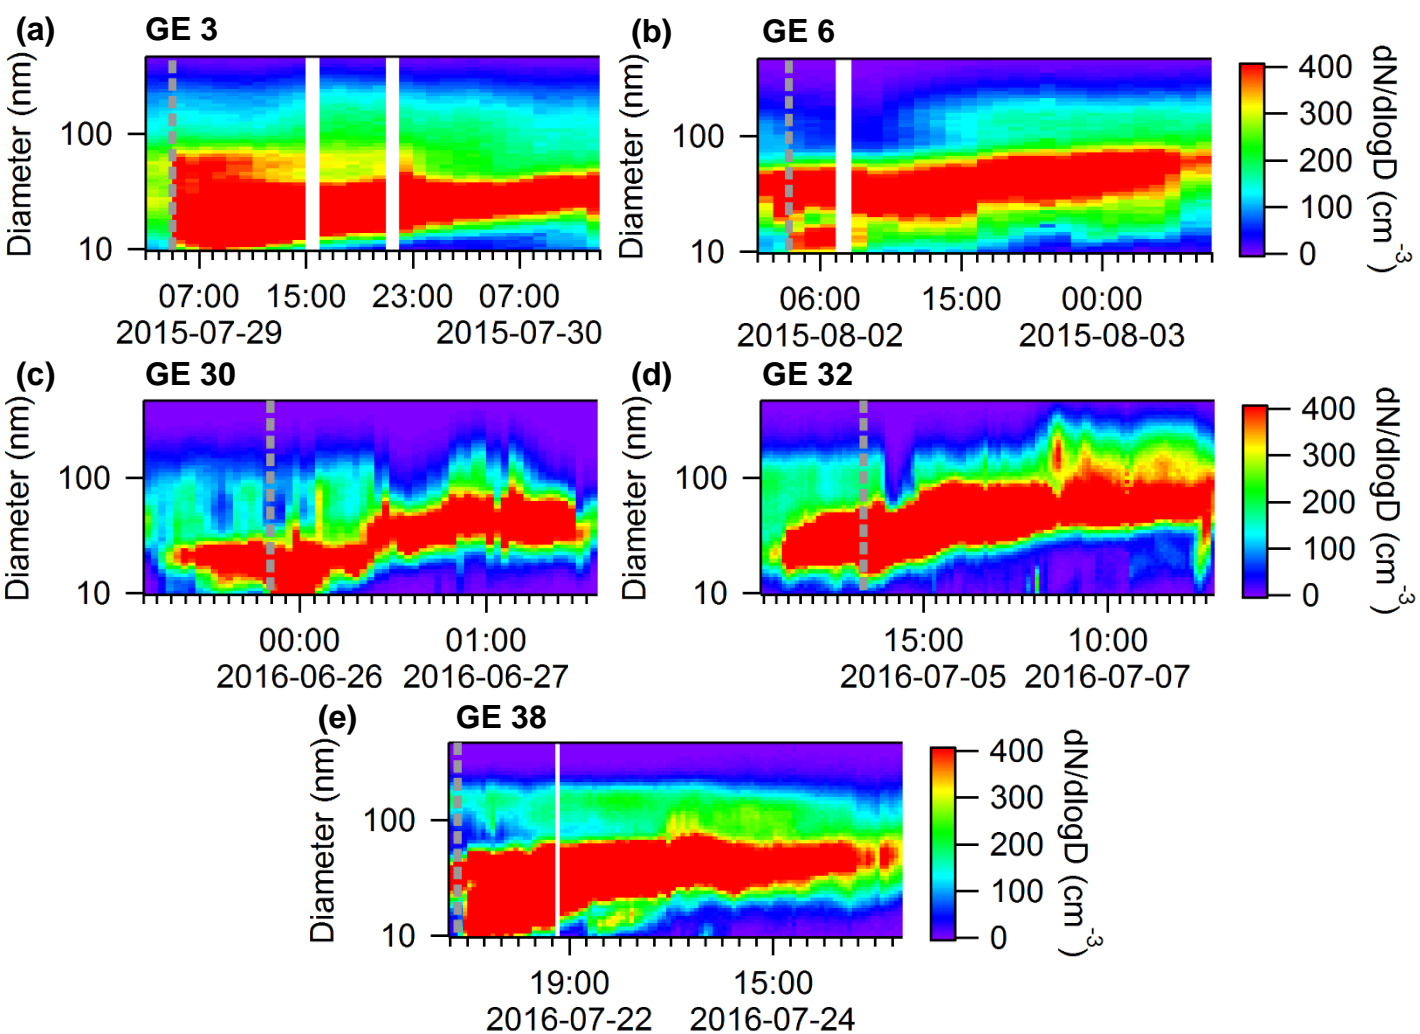 (a) GE 3
Diameter (nm)
100
10
07:00 15:00 23:00 07:00
2015-07-29 2015-07-30
(b) GE 6
Diameter (nm)
100
10
06:00 15:00 00:00
2015-08-02 2015-08-03
400
300
200
100
0
dN/dlogD (cm⁻³)
(c) GE 30
Diameter (nm)
100
10
00:00 01:00
2016-06-26 2016-06-27
(d) GE 32
Diameter (nm)
100
10
15:00 10:00
2016-07-05 2016-07-07
400
300
200
100
0
dN/dlogD (cm⁻³)
(e) GE 38
Diameter (nm)
100
10
19:00 15:00
2016-07-22 2016-07-24
400
300
200
100
0
dN/dlogD (cm⁻³)